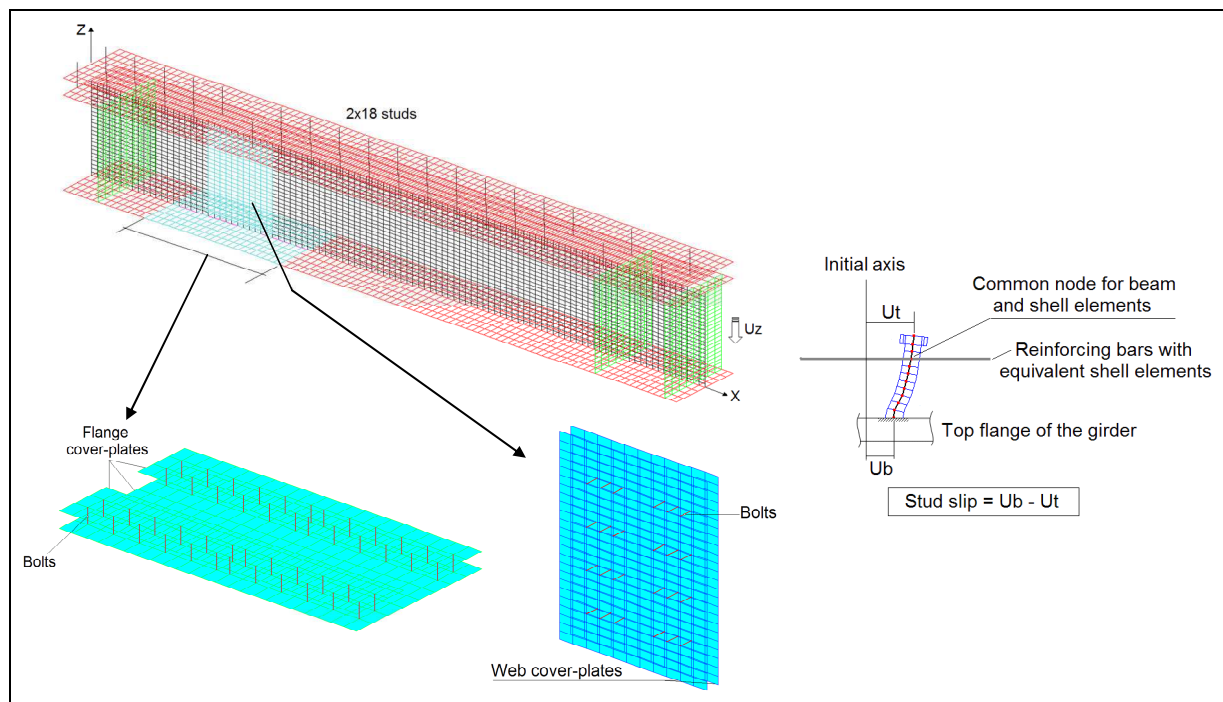 Z
2x18 studs
Uz
X
Initial axis
Ut
Common node for beam
and shell elements
Reinforcing bars with
equivalent shell elements
Top flange of the girder
Ub
Stud slip = Ub - Ut
Flange
cover-plates
Bolts
Bolts
Web cover-plates